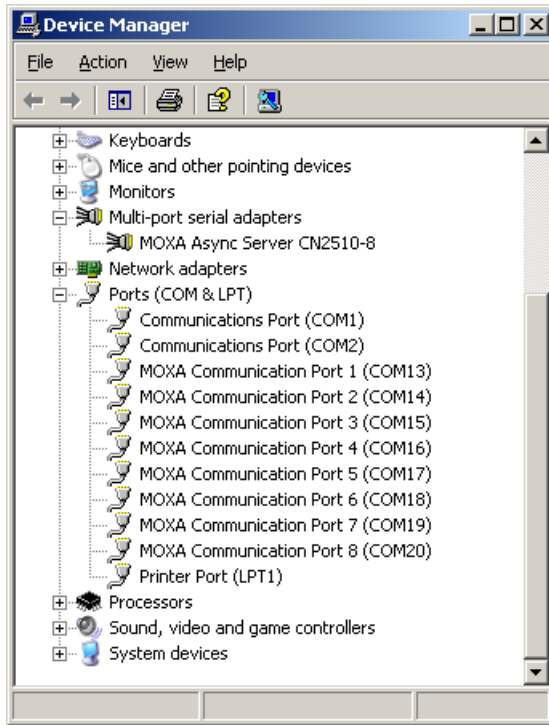 Device Manager
File Action View Help
Keyboards
Mice and other pointing devices
Monitors
Multi-port serial adapters
MOXA Async Server CN2510-8
Network adapters
Ports (COM & LPT)
Communications Port (COM1)
Communications Port (COM2)
MOXA Communication Port 1 (COM13)
MOXA Communication Port 2 (COM14)
MOXA Communication Port 3 (COM15)
MOXA Communication Port 4 (COM16)
MOXA Communication Port 5 (COM17)
MOXA Communication Port 6 (COM18)
MOXA Communication Port 7 (COM19)
MOXA Communication Port 8 (COM20)
Printer Port (LPT1)
Processors
Sound, video and game controllers
System devices